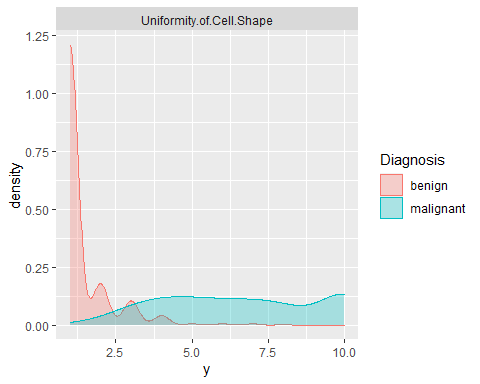 Uniformity.of.Cell.Shape
1.25
1.00
0.75
0.50
0.25
0.00
density
2.5 5.0 7.5 10.0
y
Diagnosis
benign
malignant